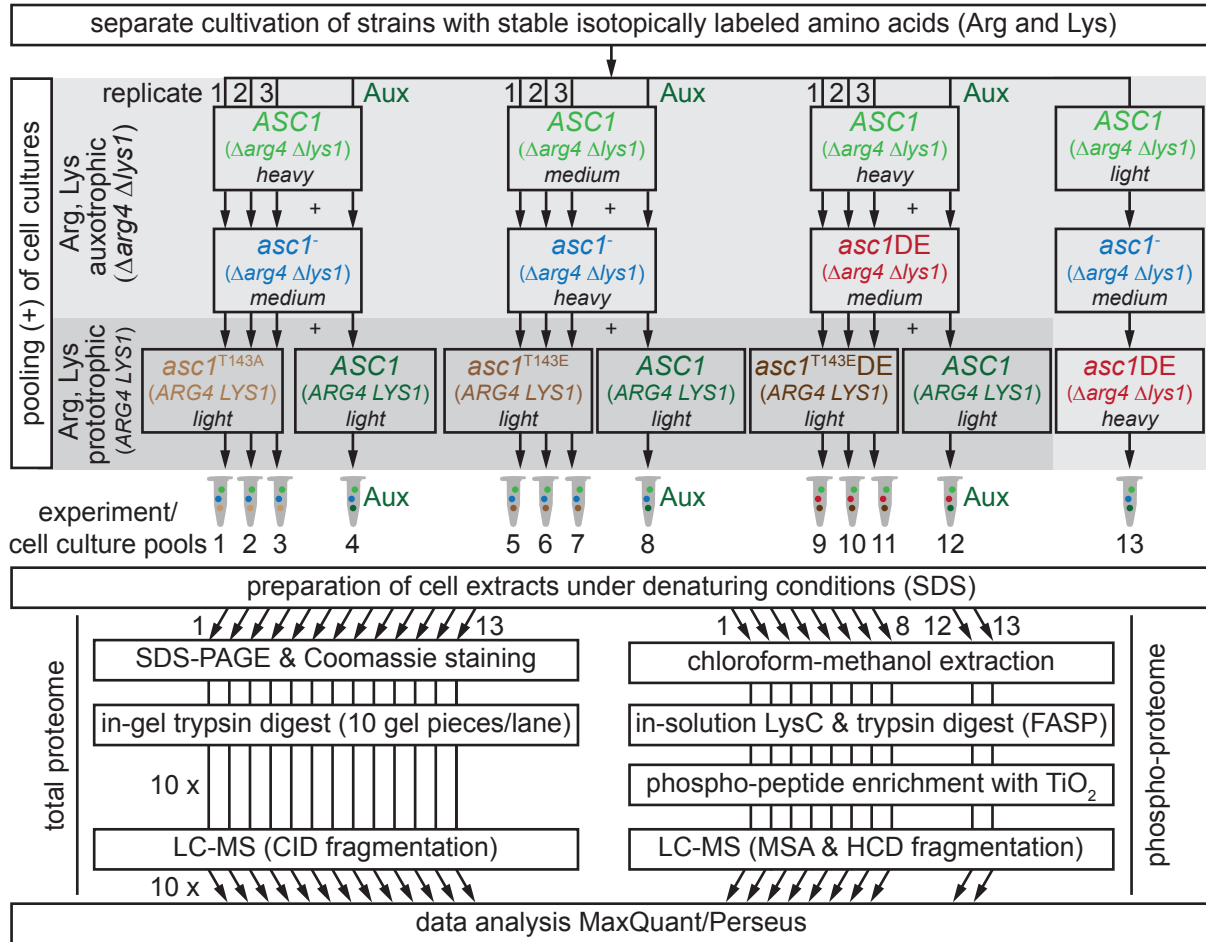 separate cultivation of strains with stable isotopically labeled amino acids (Arg and Lys)
pooling (+) of cell cultures
Arg, Lys
auxotrophic
(Δarg4 Δlys1)
Arg, Lys
prototrophic
(ARG4 LYS1)
replicate 1 2 3 Aux 1 2 3 Aux 1 2 3 Aux
ASC1 ASC1 ASC1 ASC1
(Δarg4 Δlys1) (Δarg4 Δlys1) (Δarg4 Δlys1) (Δarg4 Δlys1)
heavy medium heavy light
+ + +
asc1⁻ asc1⁻ asc1DE asc1⁻
(Δarg4 Δlys1) (Δarg4 Δlys1) (Δarg4 Δlys1) (Δarg4 Δlys1)
medium heavy medium medium
+ + +
asc1ᵀ¹⁴³ᴬ ASC1 asc1ᵀ¹⁴³ᴱ ASC1 asc1ᵀ¹⁴³ᴱDE ASC1 asc1DE
(ARG4 LYS1) (ARG4 LYS1) (ARG4 LYS1) (ARG4 LYS1) (ARG4 LYS1) (ARG4 LYS1) (Δarg4 Δlys1)
light light light light light light heavy
Aux Aux Aux
experiment/
cell culture pools 1 2 3 4 5 6 7 8 9 10 11 12 13
preparation of cell extracts under denaturing conditions (SDS)
total proteome
1 13
SDS-PAGE & Coomassie staining
in-gel trypsin digest (10 gel pieces/lane)
10 x
LC-MS (CID fragmentation)
10 x
1 8 12 13
chloroform-methanol extraction
in-solution LysC & trypsin digest (FASP)
phospho-peptide enrichment with TiO₂
LC-MS (MSA & HCD fragmentation)
phospho-proteome
data analysis MaxQuant/Perseus